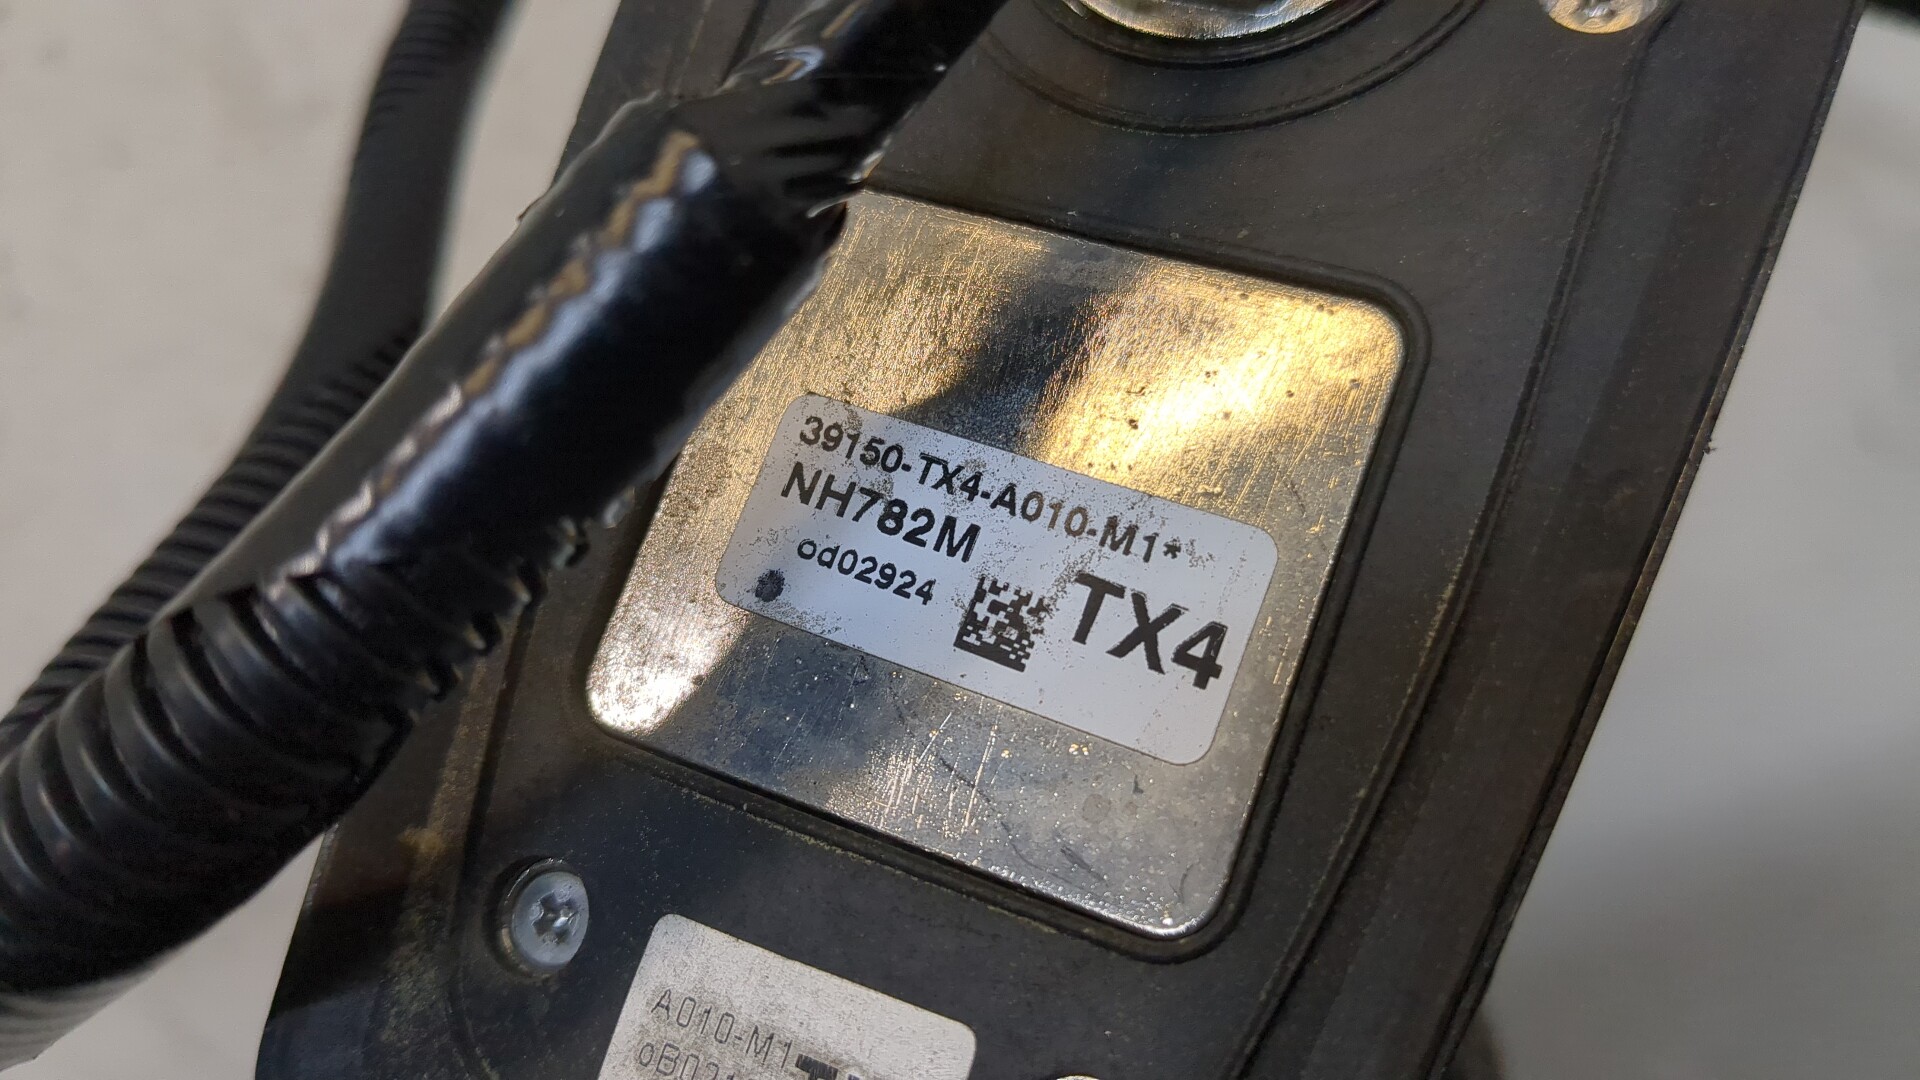 39150-TX4-A010-M1*
NH782M
od02924
TX4
A010-M1